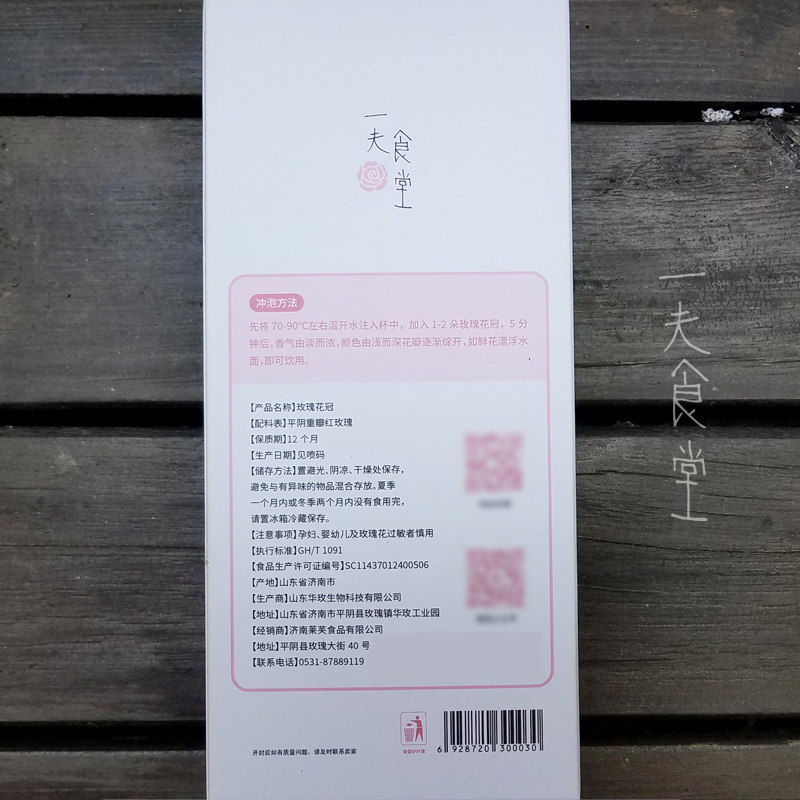 一夫食堂
冲泡方法
先将 70-90℃左右温开水注入杯中，加入 1-2 朵玫瑰花冠，5 分
钟后，香气由淡而浓，颜色由浅而深花瓣逐渐绽开，如鲜花漂浮水
面，即可饮用。
【产品名称】玫瑰花冠
【配料表】平阴重瓣红玫瑰
【保质期】12 个月
【生产日期】见喷码
【储存方法】置避光、阴凉、干燥处保存，
避免与有异味的物品混合存放。夏季
一个月内或冬季两个月内没有食用完，
请置冰箱冷藏保存。
【注意事项】孕妇、婴幼儿及玫瑰花过敏者慎用
【执行标准】GH/T 1091
【食品生产许可证编号】SC11437012400506
【产地】山东省济南市
【生产商】山东华玫生物科技有限公司
【地址】山东省济南市平阴县玫瑰镇华玫工业园
【经销商】济南莱芙食品有限公司
【地址】平阴县玫瑰大街 40 号
【联系电话】0531-87889119
开封后如有质量问题，请及时联系卖家
请爱护环境
6 928720 300030
一夫食堂